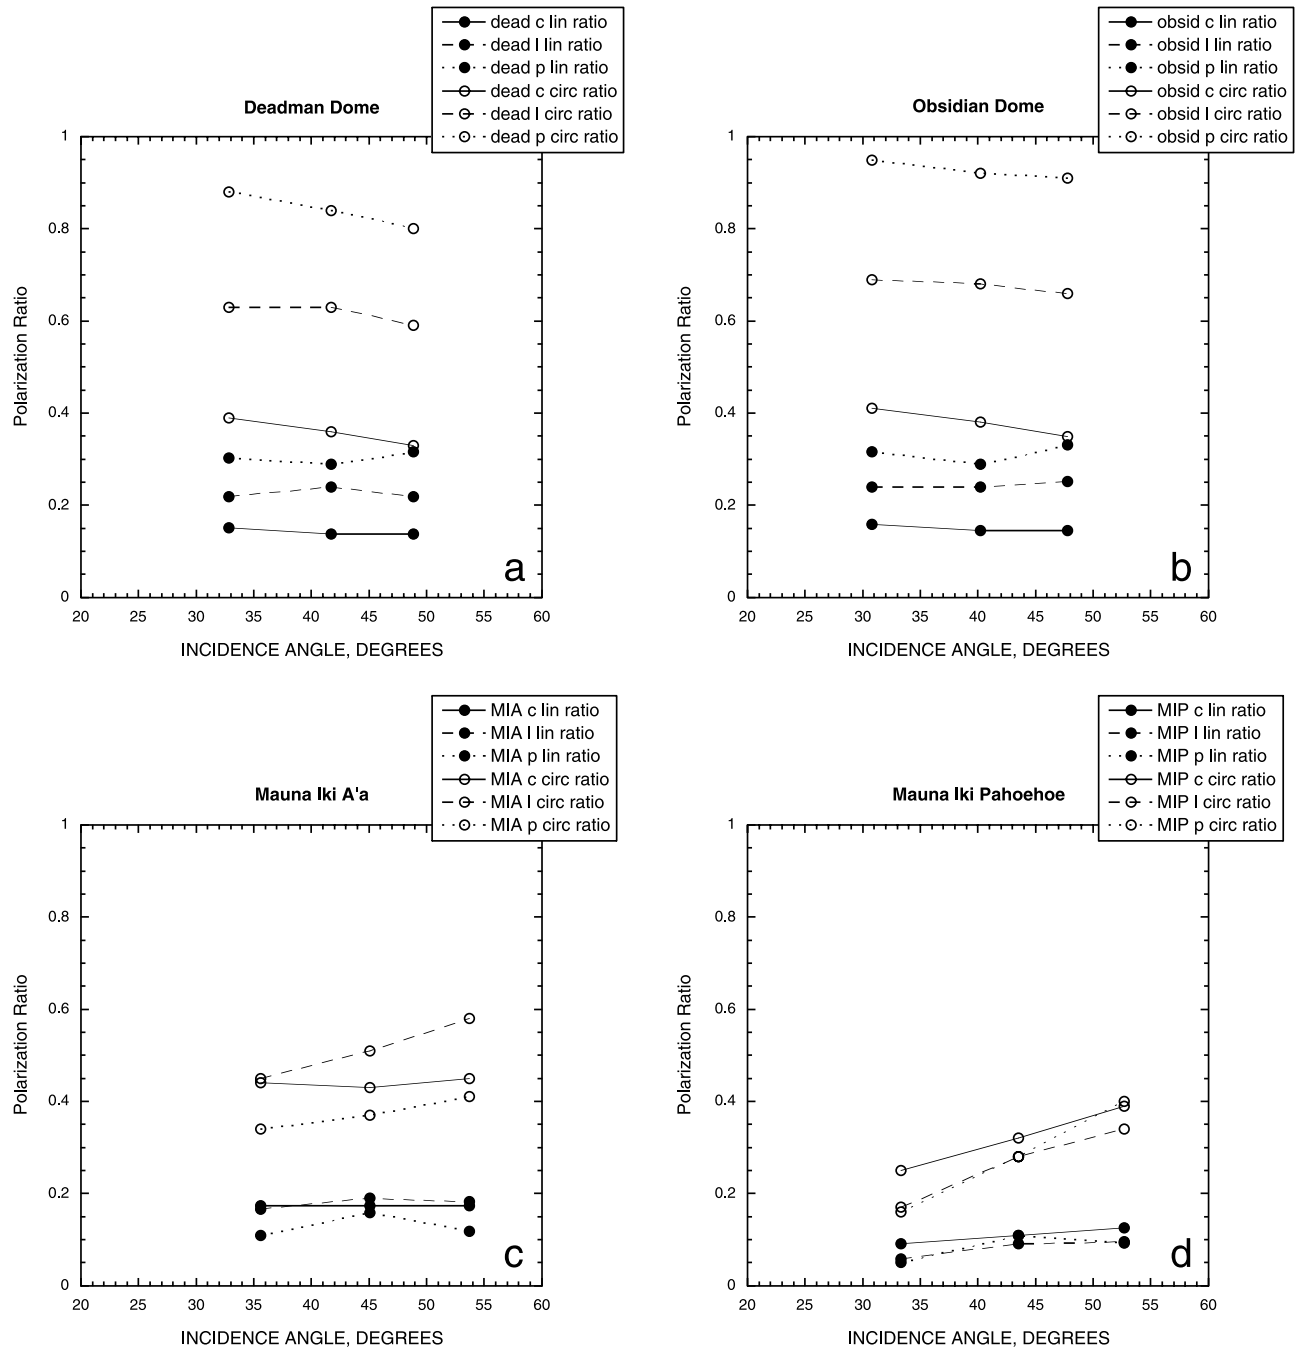 dead c lin ratio
dead l lin ratio
dead p lin ratio
dead c circ ratio
dead l circ ratio
dead p circ ratio
Deadman Dome
1
0.8
0.6
0.4
0.2
0
Polarization Ratio
a
20 25 30 35 40 45 50 55 60
INCIDENCE ANGLE, DEGREES
obsid c lin ratio
obsid l lin ratio
obsid p lin ratio
obsid c circ ratio
obsid l circ ratio
obsid p circ ratio
Obsidian Dome
1
0.8
0.6
0.4
0.2
0
Polarization Ratio
b
20 25 30 35 40 45 50 55 60
INCIDENCE ANGLE, DEGREES
MIA c lin ratio
MIA l lin ratio
MIA p lin ratio
MIA c circ ratio
MIA l circ ratio
MIA p circ ratio
Mauna Iki A'a
1
0.8
0.6
0.4
0.2
0
Polarization Ratio
c
20 25 30 35 40 45 50 55 60
INCIDENCE ANGLE, DEGREES
MIP c lin ratio
MIP l lin ratio
MIP p lin ratio
MIP c circ ratio
MIP l circ ratio
MIP p circ ratio
Mauna Iki Pahoehoe
1
0.8
0.6
0.4
0.2
0
Polarization Ratio
d
20 25 30 35 40 45 50 55 60
INCIDENCE ANGLE, DEGREES